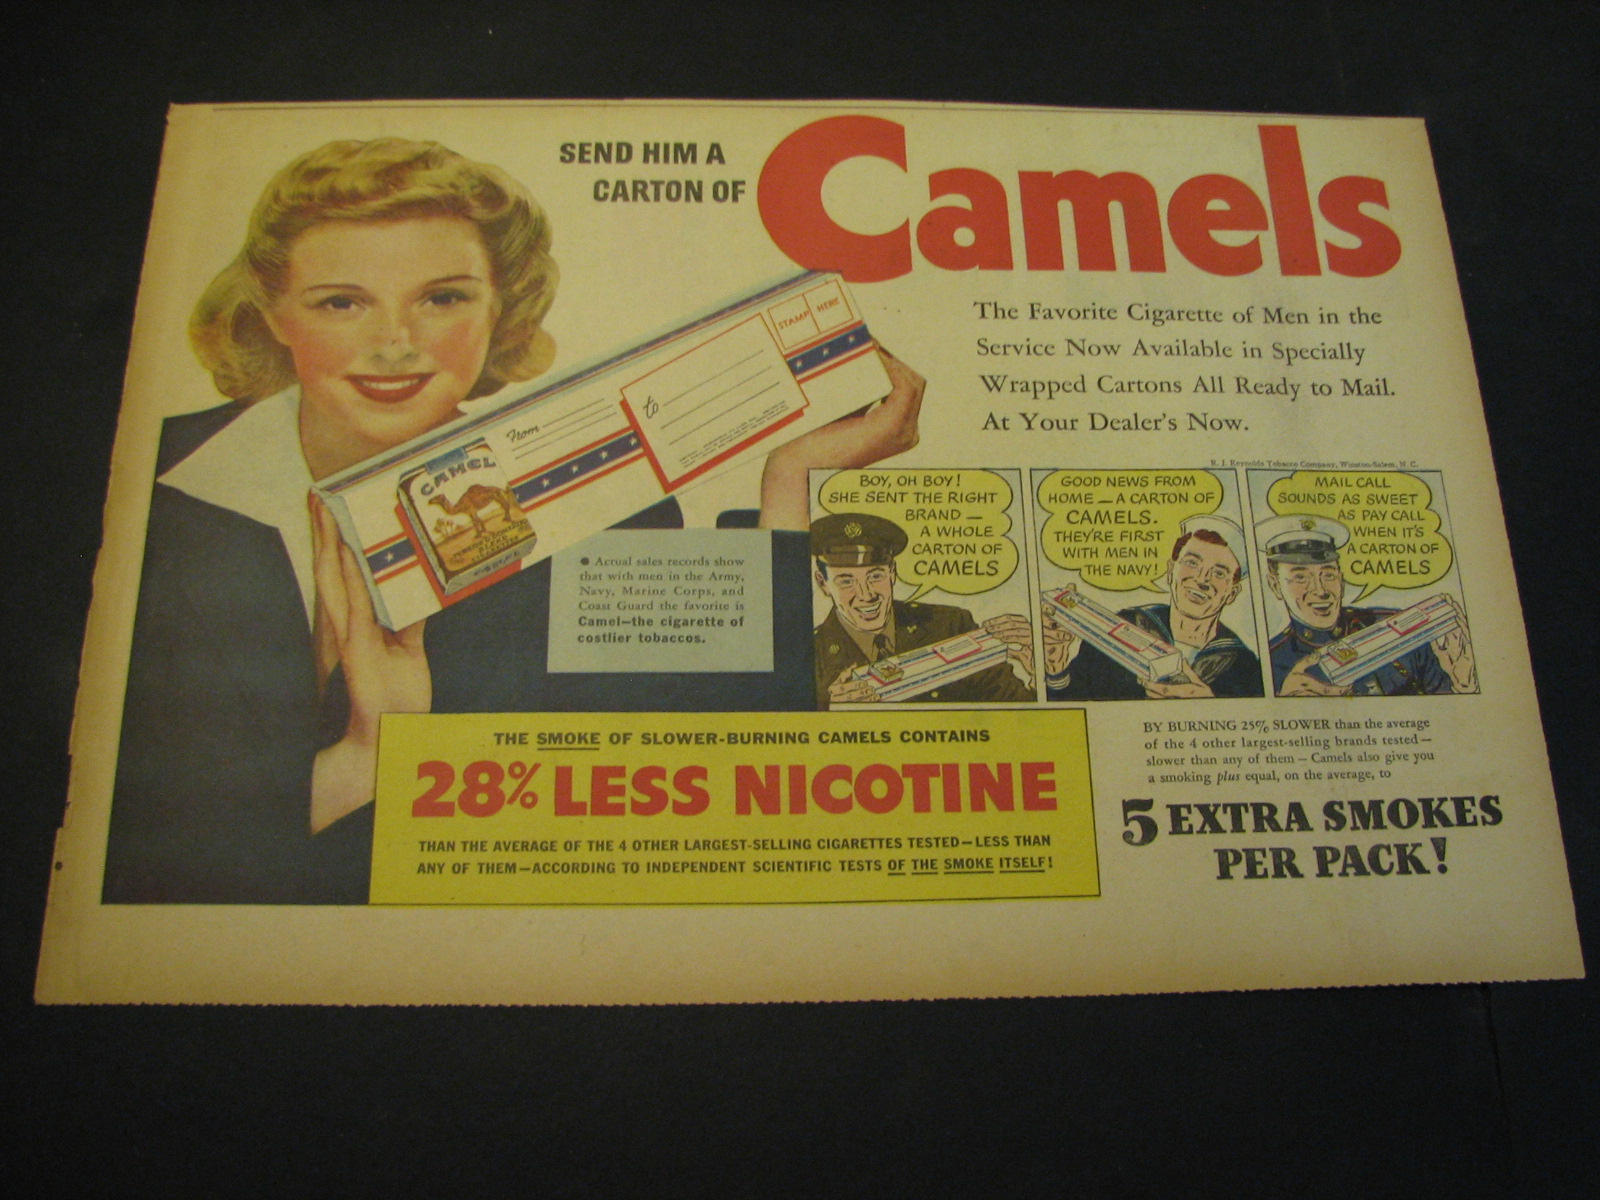 SEND HIM A
CARTON OF
Camels
The Favorite Cigarette of Men in the
Service Now Available in Specially
Wrapped Cartons All Ready to Mail.
At Your Dealer's Now.
R. J. Reynolds Tobacco Company, Winston-Salem, N. C.
STAMP HERE
to
From
CAMEL
● Actual sales records show
that with men in the Army,
Navy, Marine Corps, and
Coast Guard the favorite is
Camel—the cigarette of
costlier tobaccos.
BOY, OH BOY!
SHE SENT THE RIGHT
BRAND —
A WHOLE
CARTON OF
CAMELS
GOOD NEWS FROM
HOME — A CARTON OF
CAMELS.
THEY'RE FIRST
WITH MEN IN
THE NAVY!
MAIL CALL
SOUNDS AS SWEET
AS PAY CALL
WHEN IT'S
A CARTON OF
CAMELS
THE SMOKE OF SLOWER-BURNING CAMELS CONTAINS
28% LESS NICOTINE
THAN THE AVERAGE OF THE 4 OTHER LARGEST-SELLING CIGARETTES TESTED—LESS THAN
ANY OF THEM—ACCORDING TO INDEPENDENT SCIENTIFIC TESTS OF THE SMOKE ITSELF!
BY BURNING 25% SLOWER than the average
of the 4 other largest-selling brands tested—
slower than any of them — Camels also give you
a smoking plus equal, on the average, to
5 EXTRA SMOKES
PER PACK!